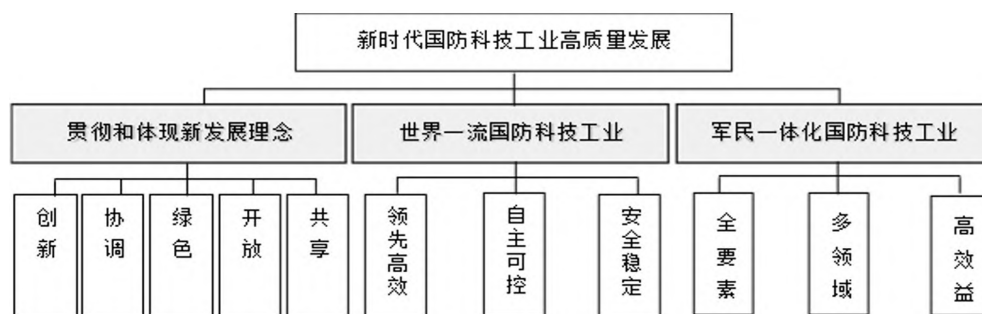 新时代国防科技工业高质量发展
贯彻和体现新发展理念
世界一流国防科技工业
军民一体化国防科技工业
创新
协调
绿色
开放
共享
领先高效
自主可控
安全稳定
全要素
多领域
高效益